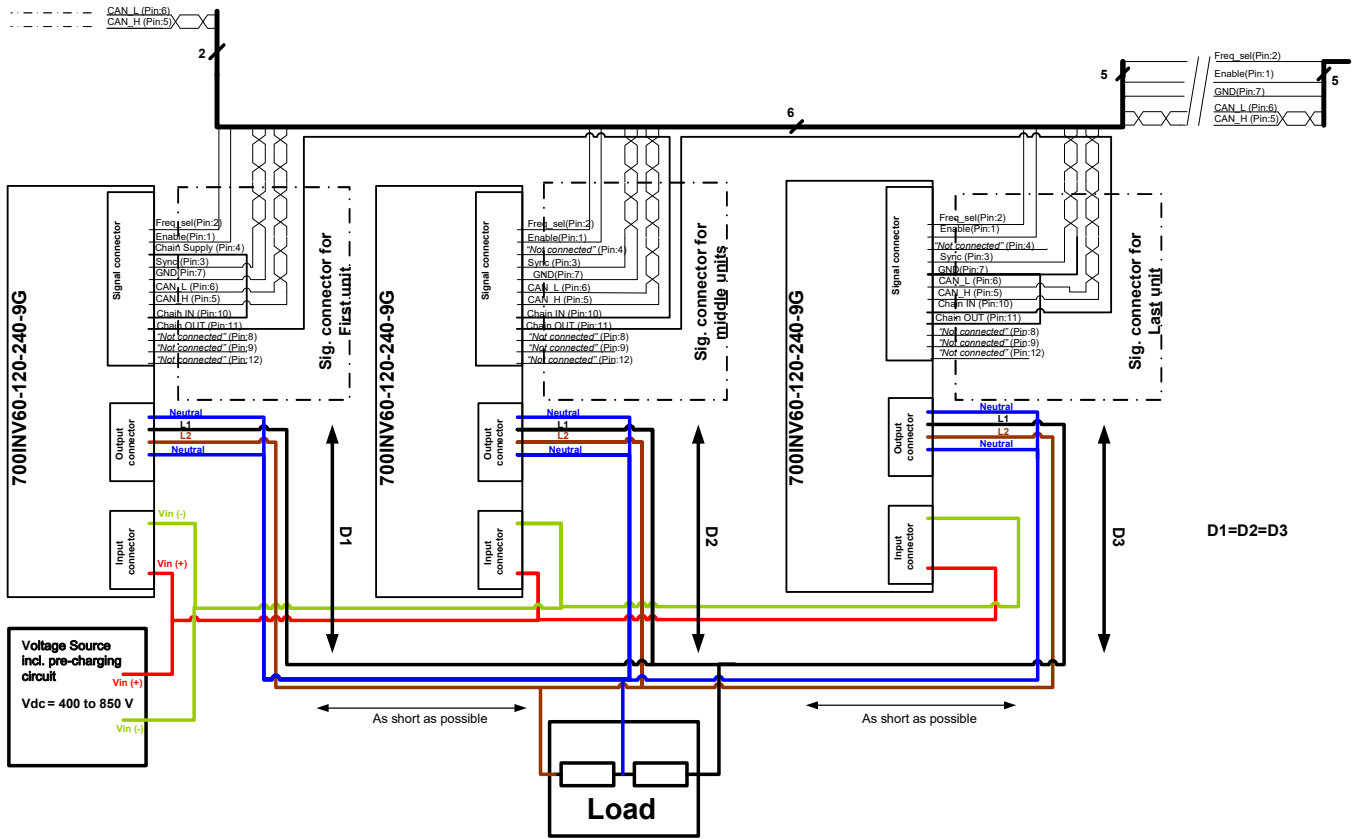 CAN_L (Pin:6)
CAN_H (Pin:5)
2
6
5
Freq_sel(Pin:2)
Enable(Pin:1)
GND(Pin:7)
CAN_L (Pin:6)
CAN_H (Pin:5)
5
700INV60-120-240-9G
Signal connector
Freq_sel(Pin:2)
Enable(Pin:1)
Chain Supply (Pin:4)
Sync(Pin:3)
GND(Pin:7)
CAN_L (Pin:6)
CAN_H (Pin:5)
Chain IN (Pin:10)
Chain OUT (Pin:11)
"Not connected" (Pin:8)
"Not connected" (Pin:9)
"Not connected" (Pin:12)
Sig. connector for
First unit.
Output
connector
Neutral
L1
L2
Neutral
Input
connector
Vin (-)
Vin (+)
D1
700INV60-120-240-9G
Signal connector
Freq_sel(Pin:2)
Enable(Pin:1)
"Not connected" (Pin:4)
Sync(Pin:3)
GND(Pin:7)
CAN_L (Pin:6)
CAN_H (Pin:5)
Chain IN (Pin:10)
Chain OUT (Pin:11)
"Not connected" (Pin:8)
"Not connected" (Pin:9)
"Not connected" (Pin:12)
Sig. connector for
middle units
Output
connector
Neutral
L1
L2
Neutral
Input
connector
D2
700INV60-120-240-9G
Signal connector
Freq_sel(Pin:2)
Enable(Pin:1)
"Not connected" (Pin:4)
Sync(Pin:3)
GND(Pin:7)
CAN_L (Pin:6)
CAN_H (Pin:5)
Chain IN (Pin:10)
Chain OUT (Pin:11)
"Not connected" (Pin:8)
"Not connected" (Pin:9)
"Not connected" (Pin:12)
Sig. connector for
Last unit
Output
connector
Neutral
L1
L2
Neutral
Input
connector
D3
D1=D2=D3
Voltage Source
incl. pre-charging
circuit
Vin (+)
Vdc = 400 to 850 V
Vin (-)
As short as possible
As short as possible
Load